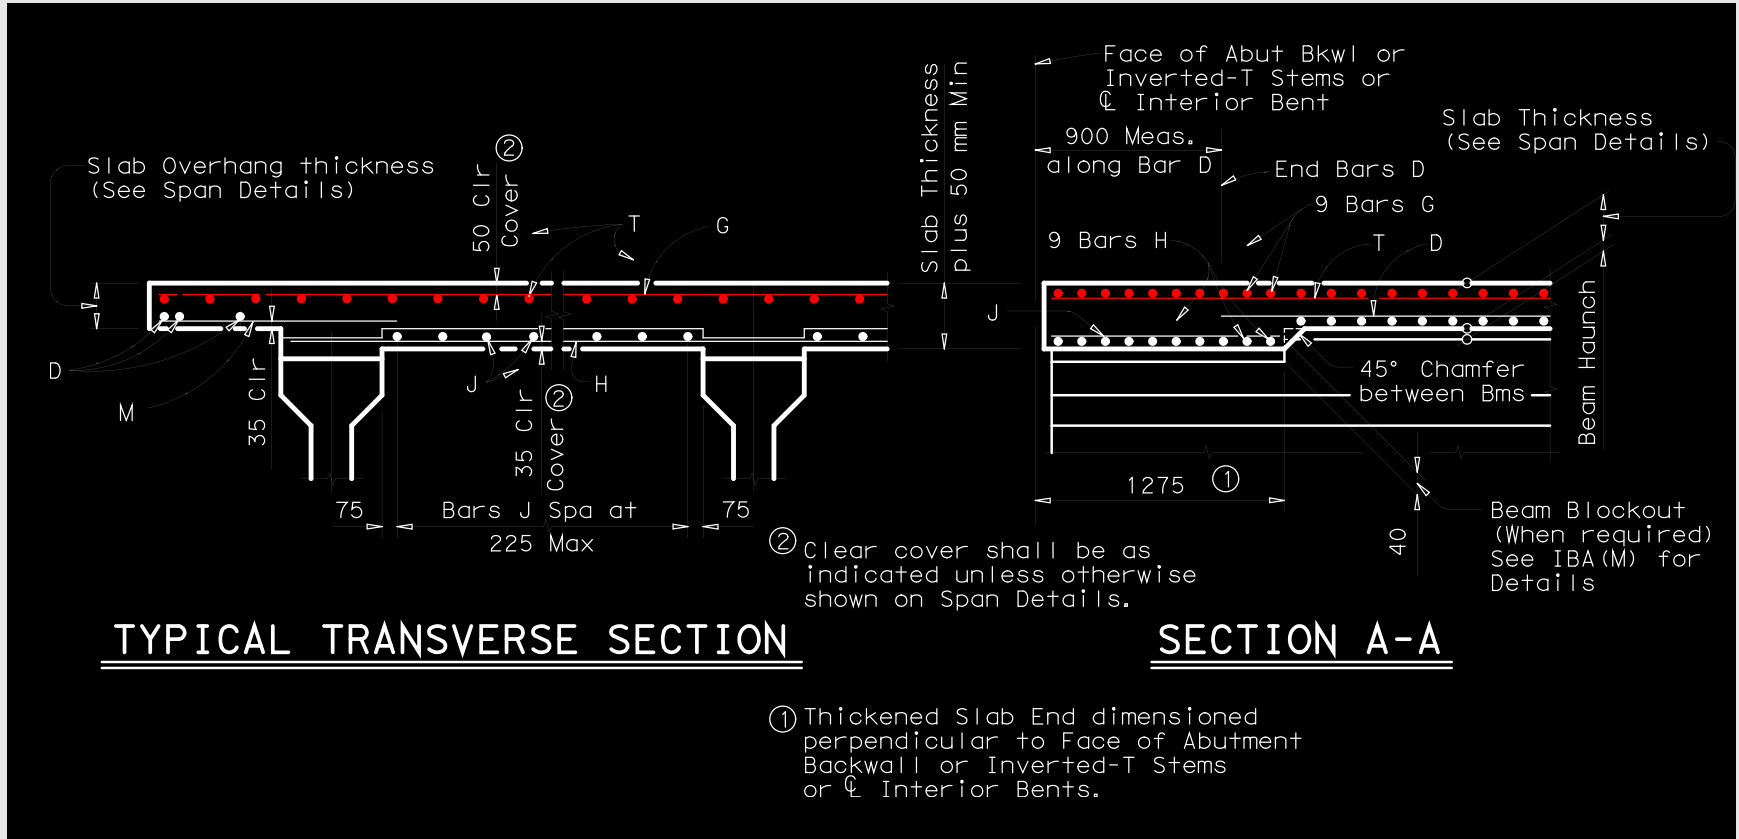 Slab Overhang thickness
(See Span Details)
50 Clr
Cover ②
T
G
D
M
35 Clr
J
H
35 Clr
Cover ②
75
Bars J Spa at
225 Max
75
TYPICAL TRANSVERSE SECTION
Slab Thickness
plus 50 mm Min
Face of Abut Bkwl or
Inverted-T Stems or
℄ Interior Bent
900 Meas.
along Bar D
End Bars D
9 Bars G
9 Bars H
T
D
J
Slab Thickness
(See Span Details)
Beam Haunch
45° Chamfer
between Bms
1275 ①
40
Beam Blockout
(When required)
See IBA(M) for
Details
SECTION A-A
② Clear cover shall be as
indicated unless otherwise
shown on Span Details.
① Thickened Slab End dimensioned
perpendicular to Face of Abutment
Backwall or Inverted-T Stems
or ℄ Interior Bents.